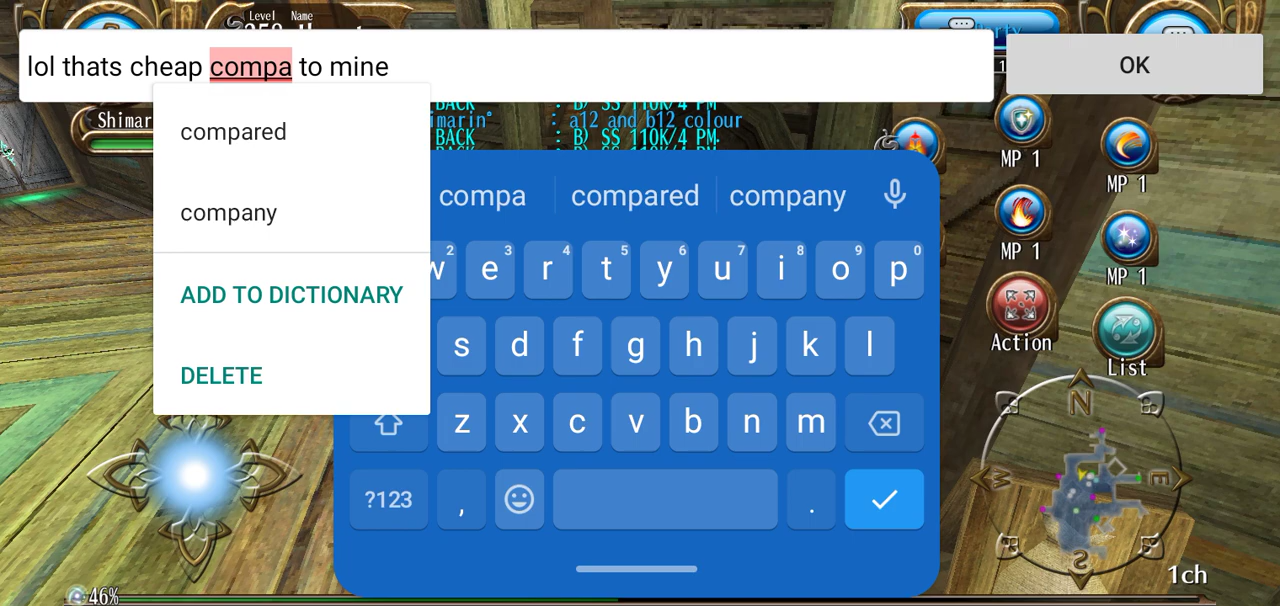 Level Name
lol thats cheap compa to mine
OK
compared
company
ADD TO DICTIONARY
DELETE
BACK : B) SS 110K/4 PM
: a12 and b12 colour
BACK : B) SS 110K/4 PM
compa compared company
w 2 e 3 r 4 t 5 y 6 u 7 i 8 o 9 p 0
s d f g h j k l
z x c v b n m
?123 , .
MP 1
MP 1
MP 1
MP 1
Action
List
N
W E
S
1ch
46%